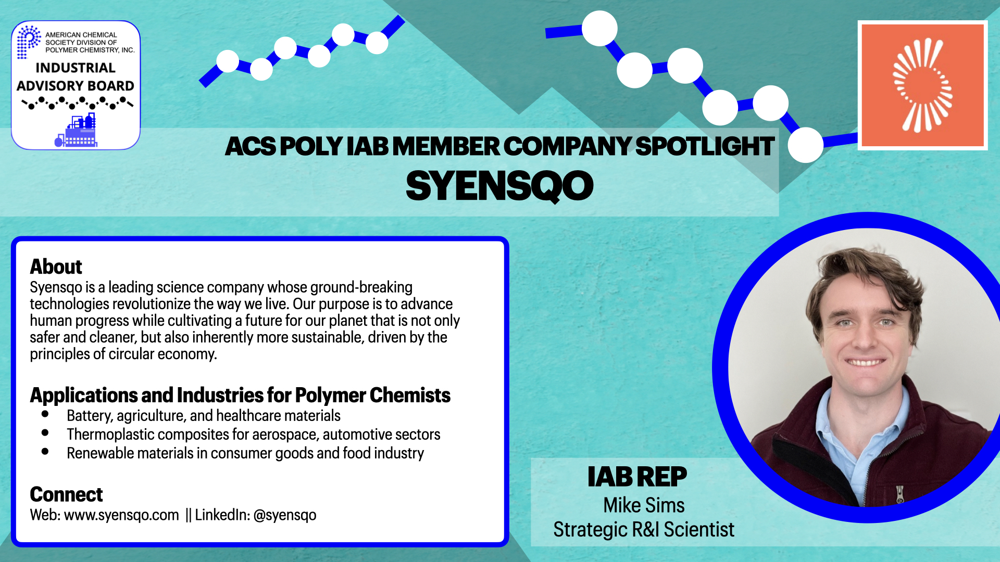 AMERICAN CHEMICAL
SOCIETY DIVISION OF
POLYMER CHEMISTRY, INC.
INDUSTRIAL
ADVISORY BOARD
ACS POLY IAB MEMBER COMPANY SPOTLIGHT
SYENSQO
About
Syensqo is a leading science company whose ground-breaking
technologies revolutionize the way we live. Our purpose is to advance
human progress while cultivating a future for our planet that is not only
safer and cleaner, but also inherently more sustainable, driven by the
principles of circular economy.
Applications and Industries for Polymer Chemists
• Battery, agriculture, and healthcare materials
• Thermoplastic composites for aerospace, automotive sectors
• Renewable materials in consumer goods and food industry
Connect
Web: www.syensqo.com || LinkedIn: @syensqo
IAB REP
Mike Sims
Strategic R&I Scientist